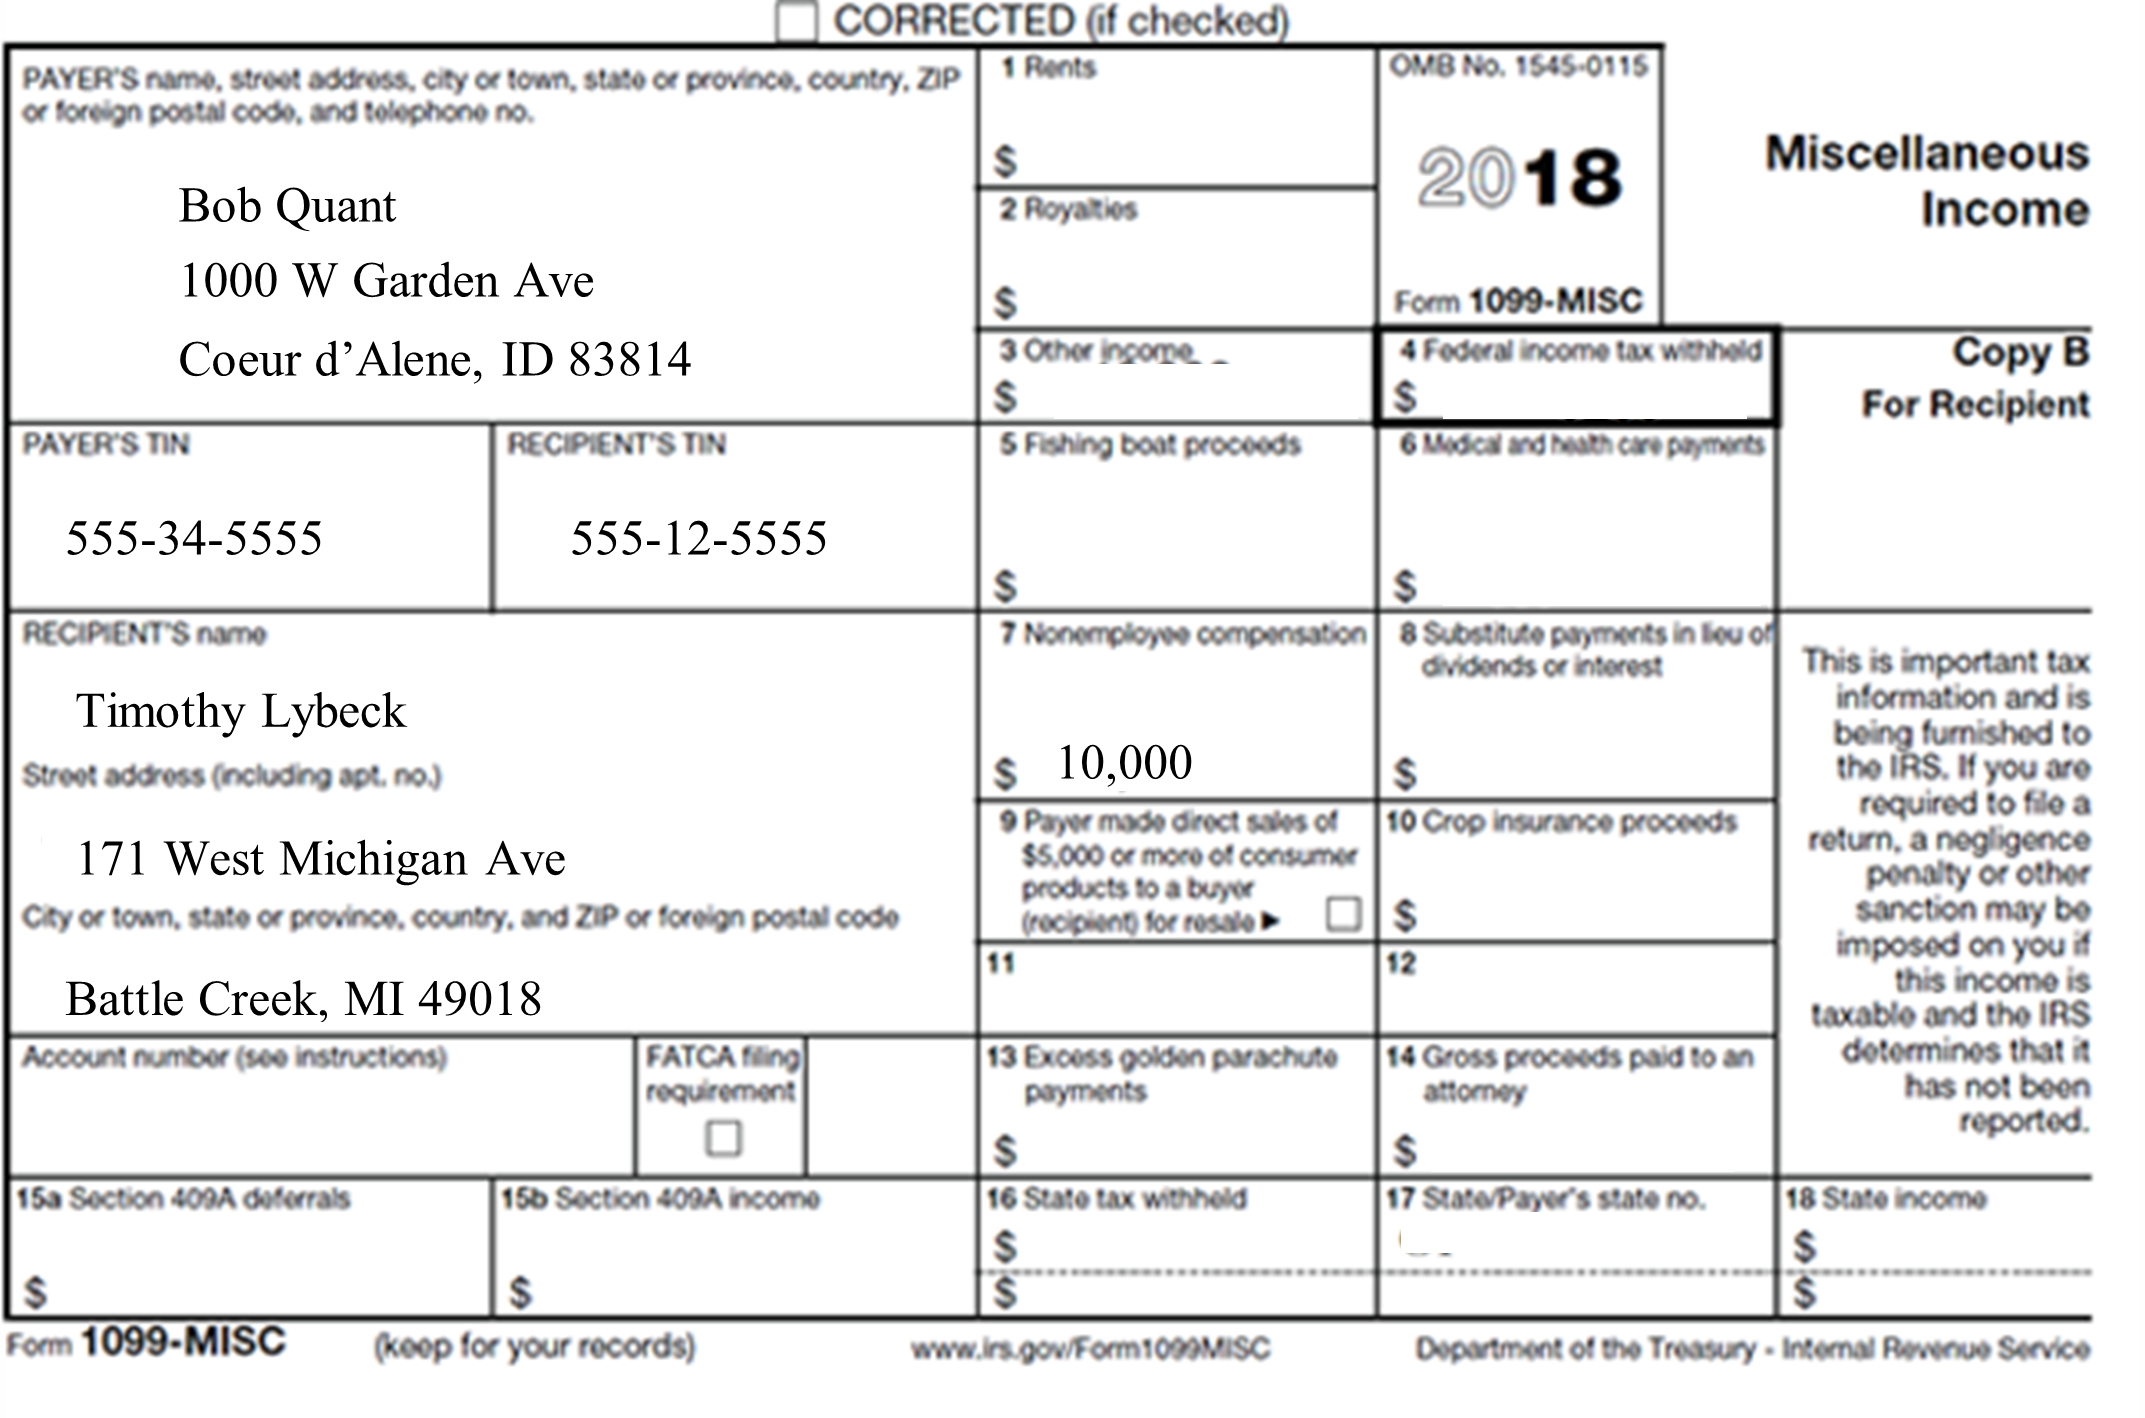 CORRECTED (if checked)
PAYER'S name, street address, city or town, state or province, country, ZIP
or foreign postal code, and telephone no.
Bob Quant
1000 W Garden Ave
Coeur d’Alene, ID 83814
1 Rents
$
2 Royalties
$
OMB No. 1545-0115
2018
Form 1099-MISC
Miscellaneous
Income
3 Other income
$
4 Federal income tax withheld
$
Copy B
For Recipient
PAYER'S TIN
555-34-5555
RECIPIENT'S TIN
555-12-5555
5 Fishing boat proceeds
$
6 Medical and health care payments
$
RECIPIENT'S name
Timothy Lybeck
Street address (including apt. no.)
171 West Michigan Ave
City or town, state or province, country, and ZIP or foreign postal code
Battle Creek, MI 49018
7 Nonemployee compensation
$ 10,000
8 Substitute payments in lieu of
dividends or interest
$
9 Payer made direct sales of
$5,000 or more of consumer
products to a buyer
(recipient) for resale ▶
10 Crop insurance proceeds
$
11
12
This is important tax
information and is
being furnished to
the IRS. If you are
required to file a
return, a negligence
penalty or other
sanction may be
imposed on you if
this income is
taxable and the IRS
determines that it
has not been
reported.
Account number (see instructions)
FATCA filing
requirement
13 Excess golden parachute
payments
$
14 Gross proceeds paid to an
attorney
$
15a Section 409A deferrals
$
15b Section 409A income
$
16 State tax withheld
$
$
17 State/Payer's state no.
18 State income
$
$
Form 1099-MISC
(keep for your records)
www.irs.gov/Form1099MISC
Department of the Treasury - Internal Revenue Service